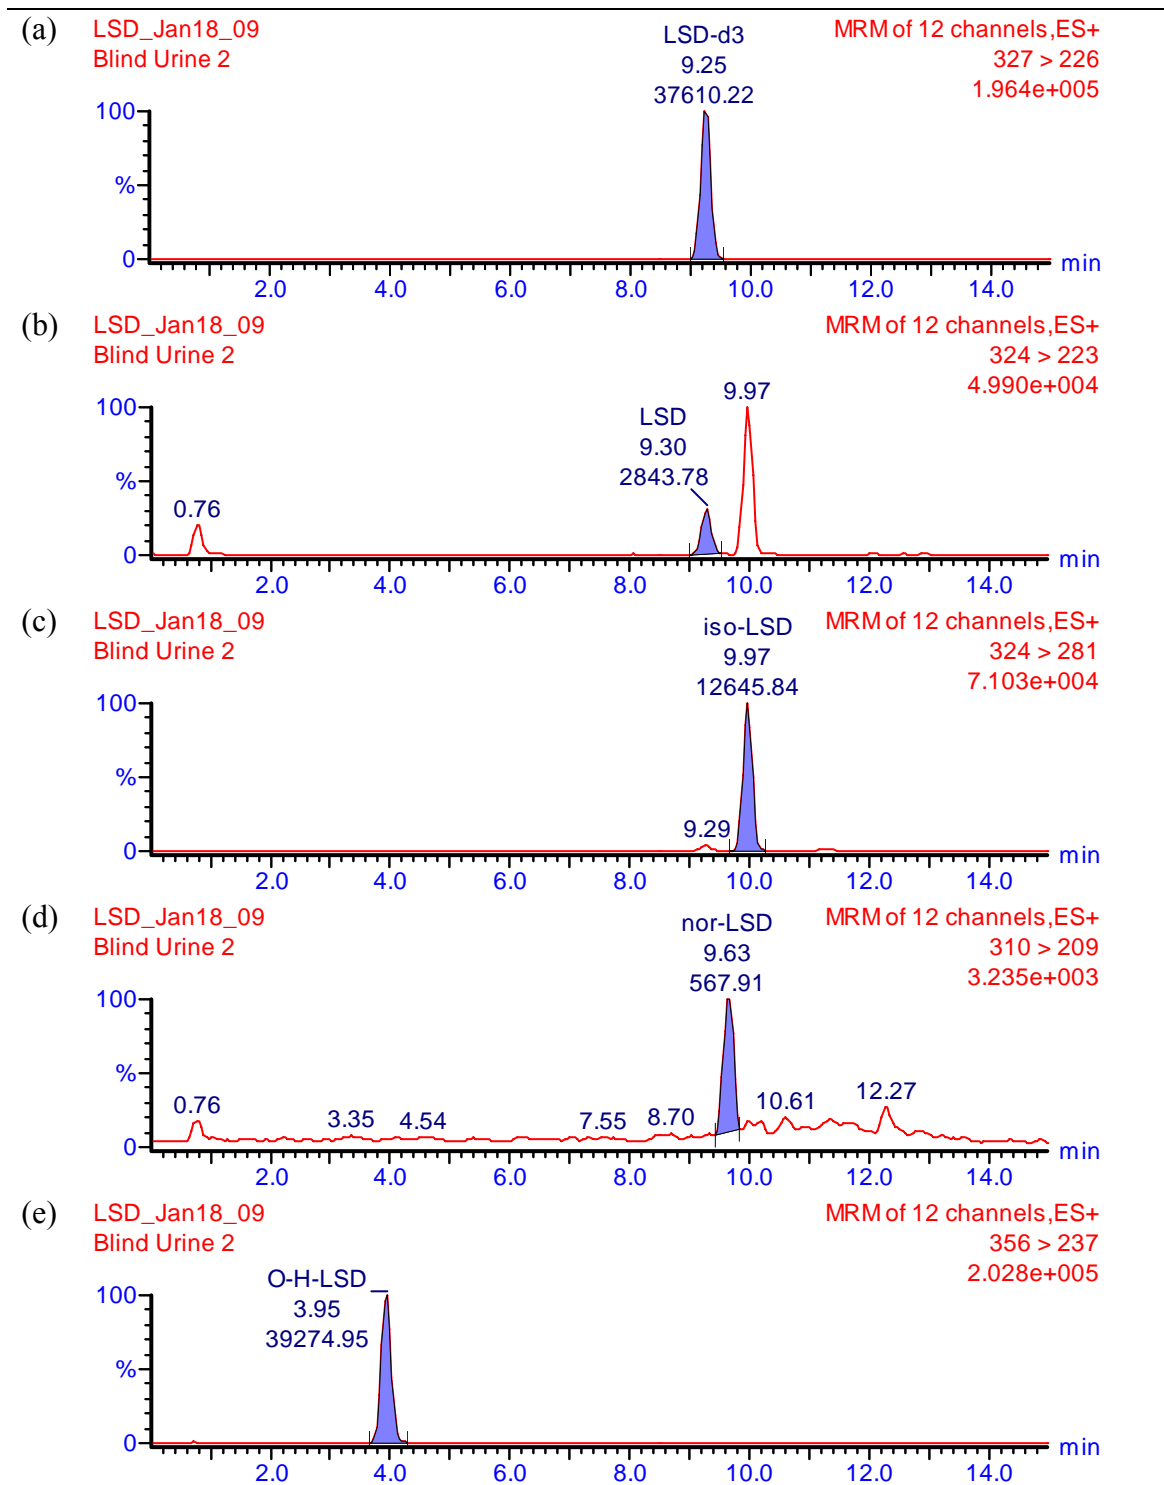 (a) LSD_Jan18_09 MRM of 12 channels,ES+
Blind Urine 2 327 > 226
1.964e+005
LSD-d3
9.25
37610.22
100
%
0
2.0 4.0 6.0 8.0 10.0 12.0 14.0 min
(b) LSD_Jan18_09 MRM of 12 channels,ES+
Blind Urine 2 324 > 223
4.990e+004
9.97
LSD
9.30
2843.78
0.76
100
%
0
2.0 4.0 6.0 8.0 10.0 12.0 14.0 min
(c) LSD_Jan18_09 MRM of 12 channels,ES+
Blind Urine 2 324 > 281
7.103e+004
iso-LSD
9.97
12645.84
9.29
100
%
0
2.0 4.0 6.0 8.0 10.0 12.0 14.0 min
(d) LSD_Jan18_09 MRM of 12 channels,ES+
Blind Urine 2 310 > 209
3.235e+003
nor-LSD
9.63
567.91
0.76 3.35 4.54 7.55 8.70 10.61 12.27
100
%
0
2.0 4.0 6.0 8.0 10.0 12.0 14.0 min
(e) LSD_Jan18_09 MRM of 12 channels,ES+
Blind Urine 2 356 > 237
2.028e+005
O-H-LSD
3.95
39274.95
100
%
0
2.0 4.0 6.0 8.0 10.0 12.0 14.0 min